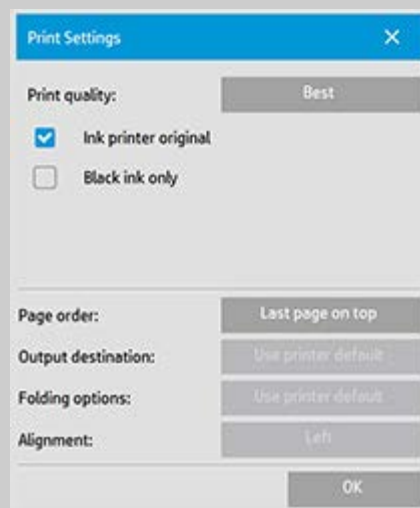 Print Settings
Print quality: Best
Ink printer original
Black ink only
Page order: Last page on top
Output destination: Use printer default
Folding options: Use printer default
Alignment: Left
OK